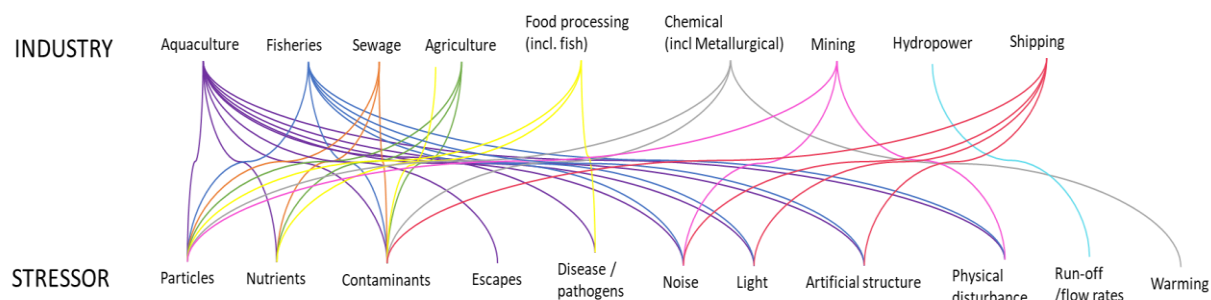 INDUSTRY
Aquaculture
Fisheries
Sewage
Agriculture
Food processing
(incl. fish)
Chemical
(incl Metallurgical)
Mining
Hydropower
Shipping
STRESSOR
Particles
Nutrients
Contaminants
Escapes
Disease /
pathogens
Noise
Light
Artificial structure
Physical
disturbance
Run-off
/flow rates
Warming